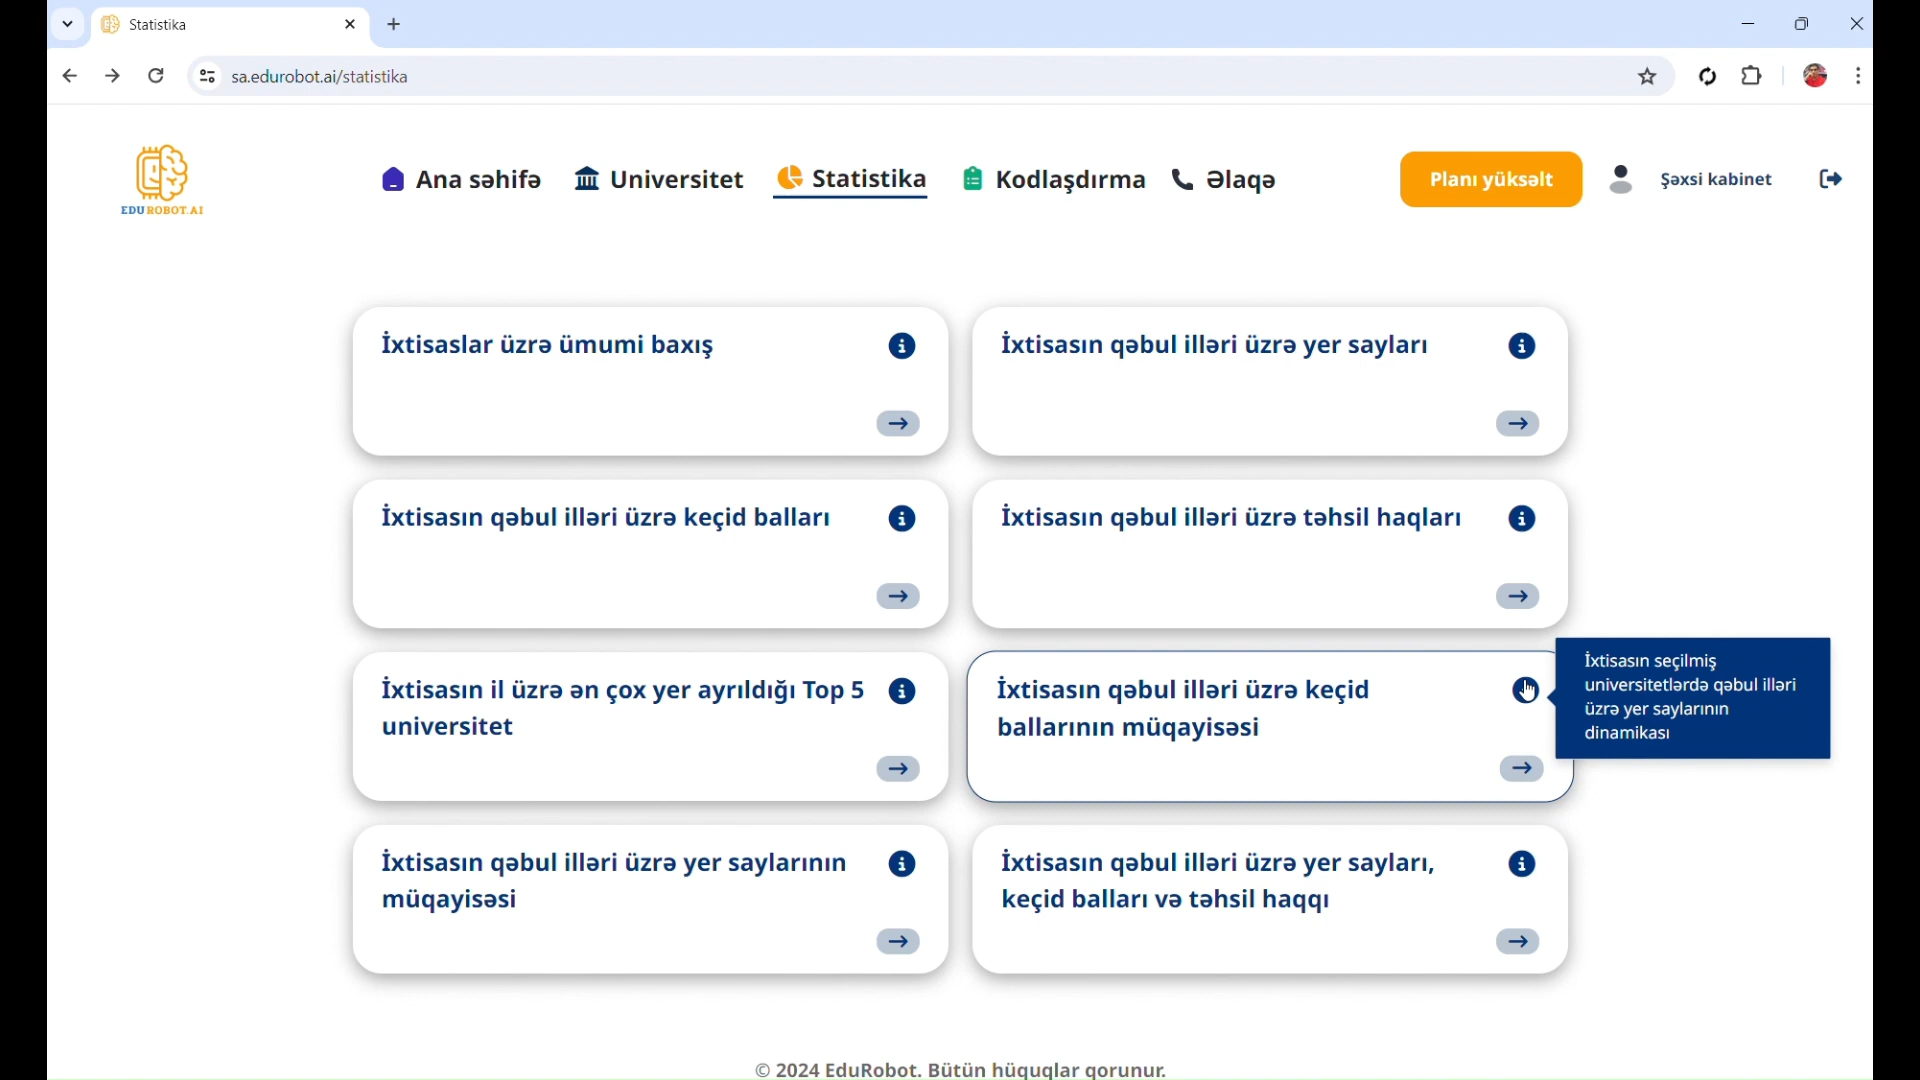 Statistika
sa.edurobot.ai/statistika
EDUROBOT.AI
Ana səhifə
Universitet
Statistika
Kodlaşdırma
Əlaqə
Planı yüksəlt
Şəxsi kabinet
İxtisaslar üzrə ümumi baxış
İxtisasın qəbul illəri üzrə yer sayları
İxtisasın qəbul illəri üzrə keçid balları
İxtisasın qəbul illəri üzrə təhsil haqları
İxtisasın il üzrə ən çox yer ayrıldığı Top 5
universitet
İxtisasın qəbul illəri üzrə keçid
ballarının müqayisəsi
İxtisasın seçilmiş
universitetlərdə qəbul illəri
üzrə yer saylarının
dinamikası
İxtisasın qəbul illəri üzrə yer saylarının
müqayisəsi
İxtisasın qəbul illəri üzrə yer sayları,
keçid balları və təhsil haqqı
© 2024 EduRobot. Bütün hüquqlar qorunur.